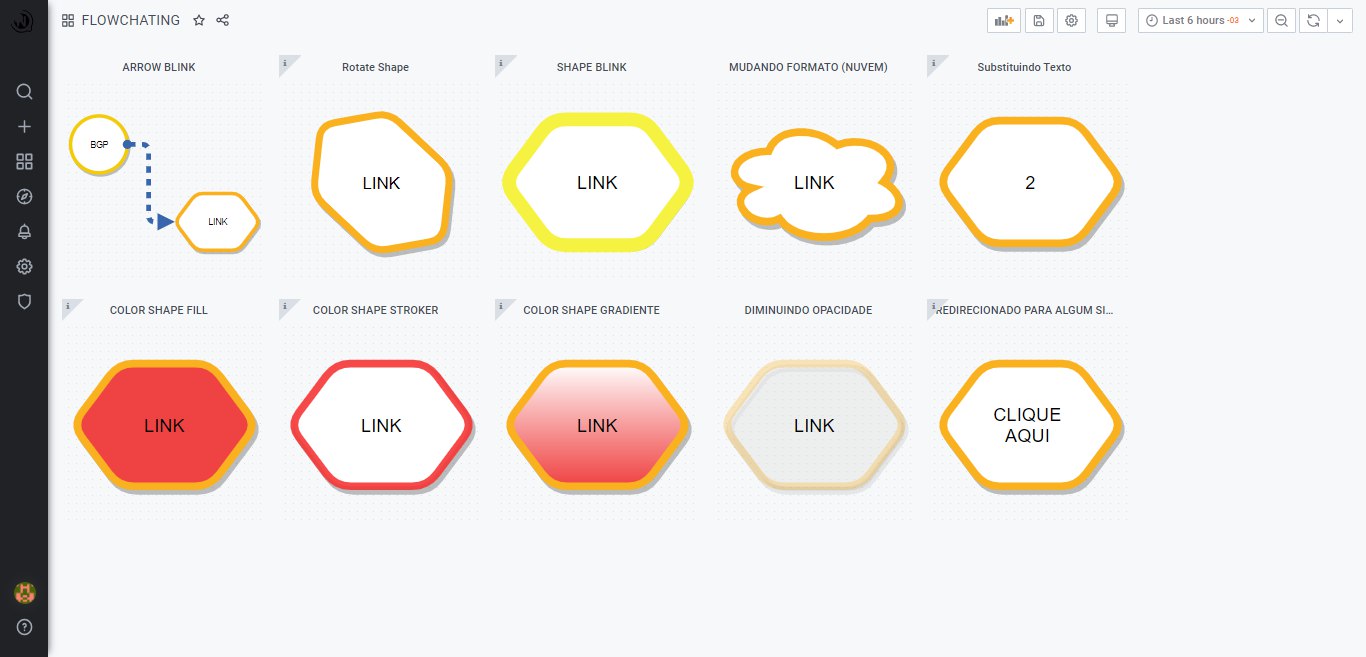 FLOWCHATING
Last 6 hours -03
ARROW BLINK
Rotate Shape
SHAPE BLINK
MUDANDO FORMATO (NUVEM)
Substituindo Texto
BGP
LINK
LINK
LINK
LINK
2
COLOR SHAPE FILL
COLOR SHAPE STROKER
COLOR SHAPE GRADIENTE
DIMINUINDO OPACIDADE
REDIRECIONADO PARA ALGUM SI...
LINK
LINK
LINK
LINK
CLIQUE
AQUI